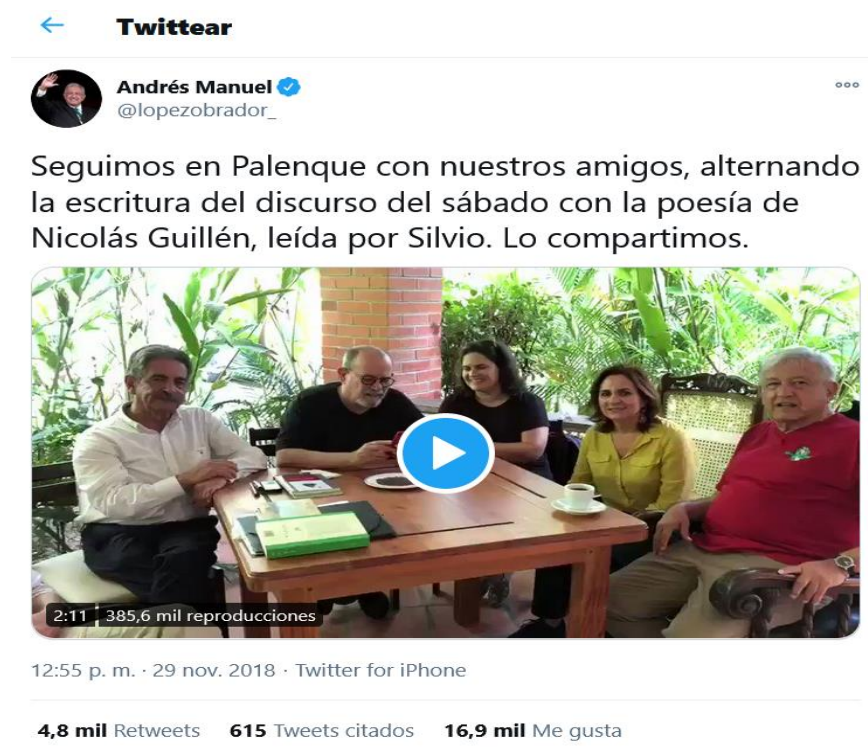 Twittear
Andrés Manuel
@lopezobrador_
Seguimos en Palenque con nuestros amigos, alternando
la escritura del discurso del sábado con la poesía de
Nicolás Guillén, leída por Silvio. Lo compartimos.
2:11 385,6 mil reproducciones
12:55 p. m. · 29 nov. 2018 · Twitter for iPhone
4,8 mil Retweets 615 Tweets citados 16,9 mil Me gusta